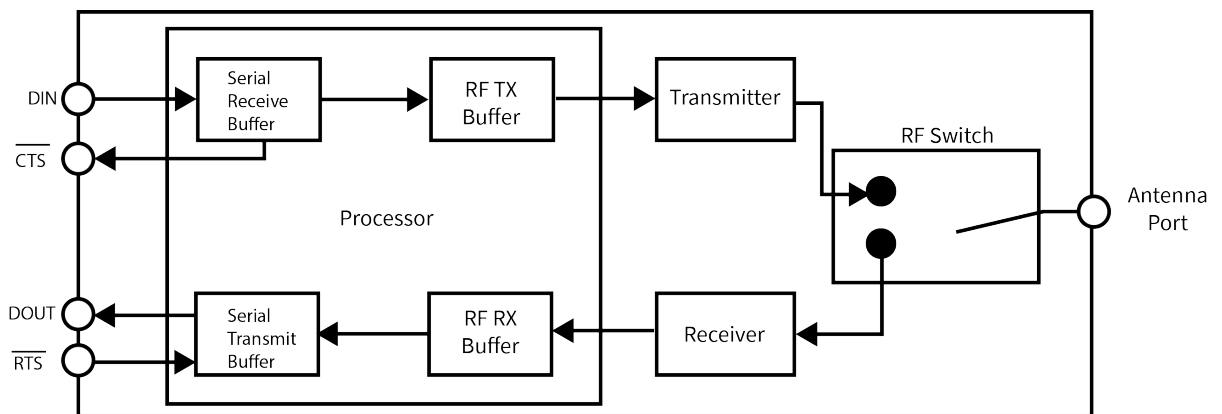 DIN
CTS
Serial
Receive
Buffer
RF TX
Buffer
Transmitter
RF Switch
Antenna
Port
Processor
DOUT
RTS
Serial
Transmit
Buffer
RF RX
Buffer
Receiver